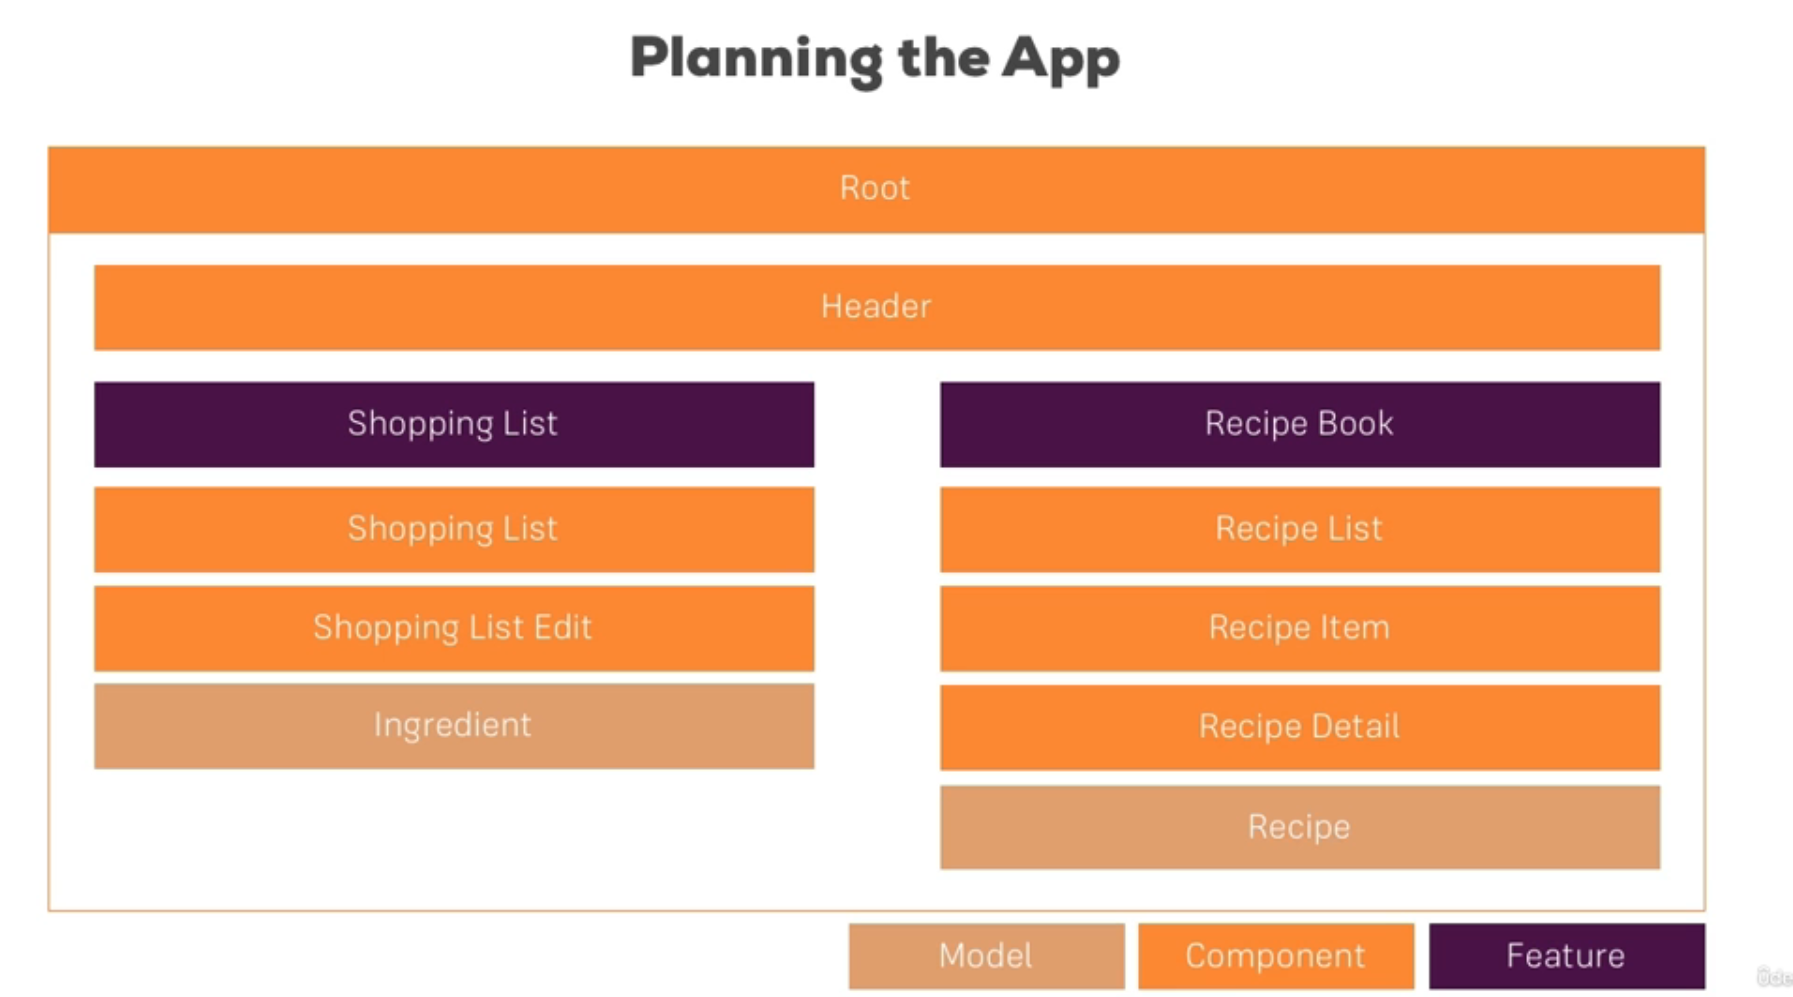 Planning the App
Root
Header
Shopping List
Shopping List
Shopping List Edit
Ingredient
Recipe Book
Recipe List
Recipe Item
Recipe Detail
Recipe
Model
Component
Feature